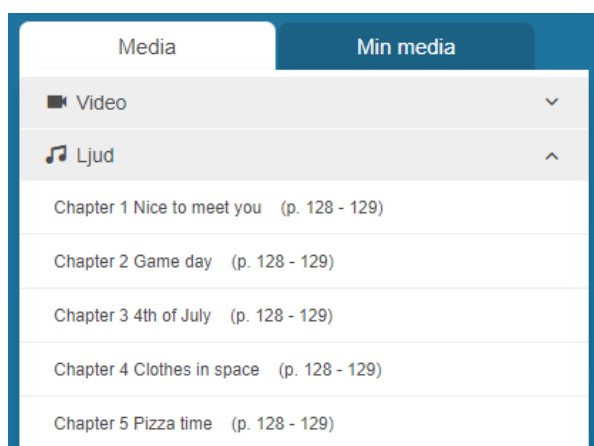 Media
Min media
Video
Ljud
Chapter 1 Nice to meet you (p. 128 - 129)
Chapter 2 Game day (p. 128 - 129)
Chapter 3 4th of July (p. 128 - 129)
Chapter 4 Clothes in space (p. 128 - 129)
Chapter 5 Pizza time (p. 128 - 129)